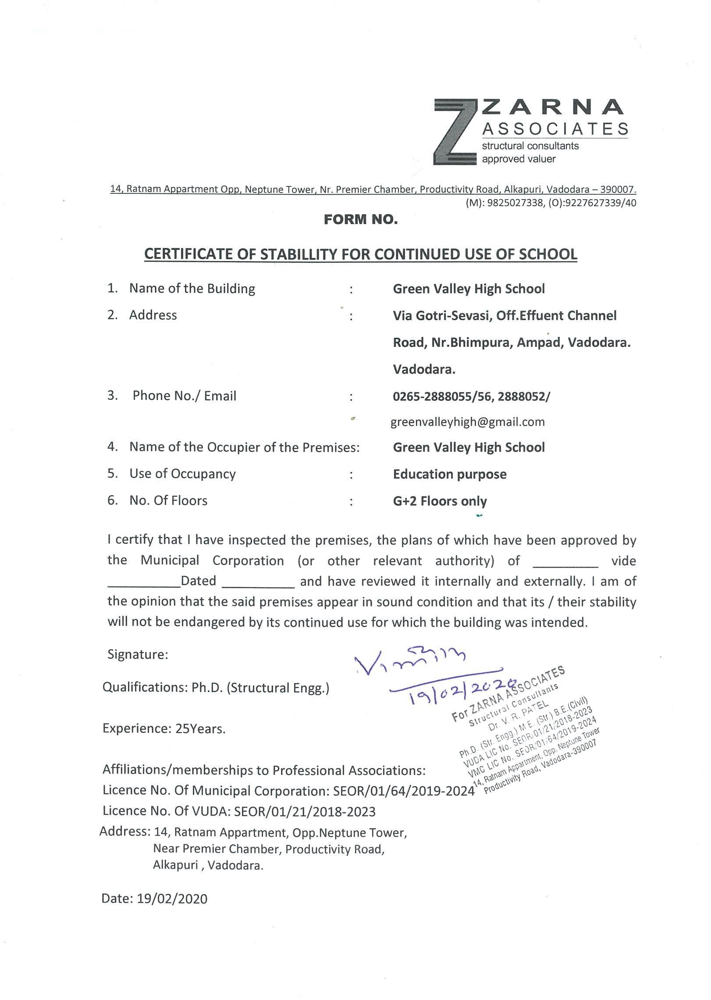 ZARNA
ASSOCIATES
structural consultants
approved valuer
14, Ratnam Appartment Opp, Neptune Tower, Nr. Premier Chamber, Productivity Road, Alkapuri, Vadodara – 390007.
(M): 9825027338, (O):9227627339/40
FORM NO.
CERTIFICATE OF STABILLITY FOR CONTINUED USE OF SCHOOL
1. Name of the Building : Green Valley High School
2. Address : Via Gotri-Sevasi, Off.Effuent Channel
Road, Nr.Bhimpura, Ampad, Vadodara.
Vadodara.
3. Phone No./ Email : 0265-2888055/56, 2888052/
greenvalleyhigh@gmail.com
4. Name of the Occupier of the Premises: Green Valley High School
5. Use of Occupancy : Education purpose
6. No. Of Floors : G+2 Floors only
I certify that I have inspected the premises, the plans of which have been approved by
the Municipal Corporation (or other relevant authority) of _________ vide
__________Dated __________ and have reviewed it internally and externally. I am of
the opinion that the said premises appear in sound condition and that its / their stability
will not be endangered by its continued use for which the building was intended.
Signature:
19/02/2020
Qualifications: Ph.D. (Structural Engg.)
Experience: 25Years.
For ZARNA ASSOCIATES
Structural Consultants
Dr. V. R. PATEL
Ph.D. (Str. Engg.) M E. (Str.) B.E.(Civil)
VUDA LIC No. SEOR/01/21/2018-2023
VMC LIC No. SEOR/01/64/2019-2024
14, Ratnam Appartment, Opp. Neptune Tower
Productivity Road, Vadodara-390007
Affiliations/memberships to Professional Associations:
Licence No. Of Municipal Corporation: SEOR/01/64/2019-2024
Licence No. Of VUDA: SEOR/01/21/2018-2023
Address: 14, Ratnam Appartment, Opp.Neptune Tower,
Near Premier Chamber, Productivity Road,
Alkapuri , Vadodara.
Date: 19/02/2020